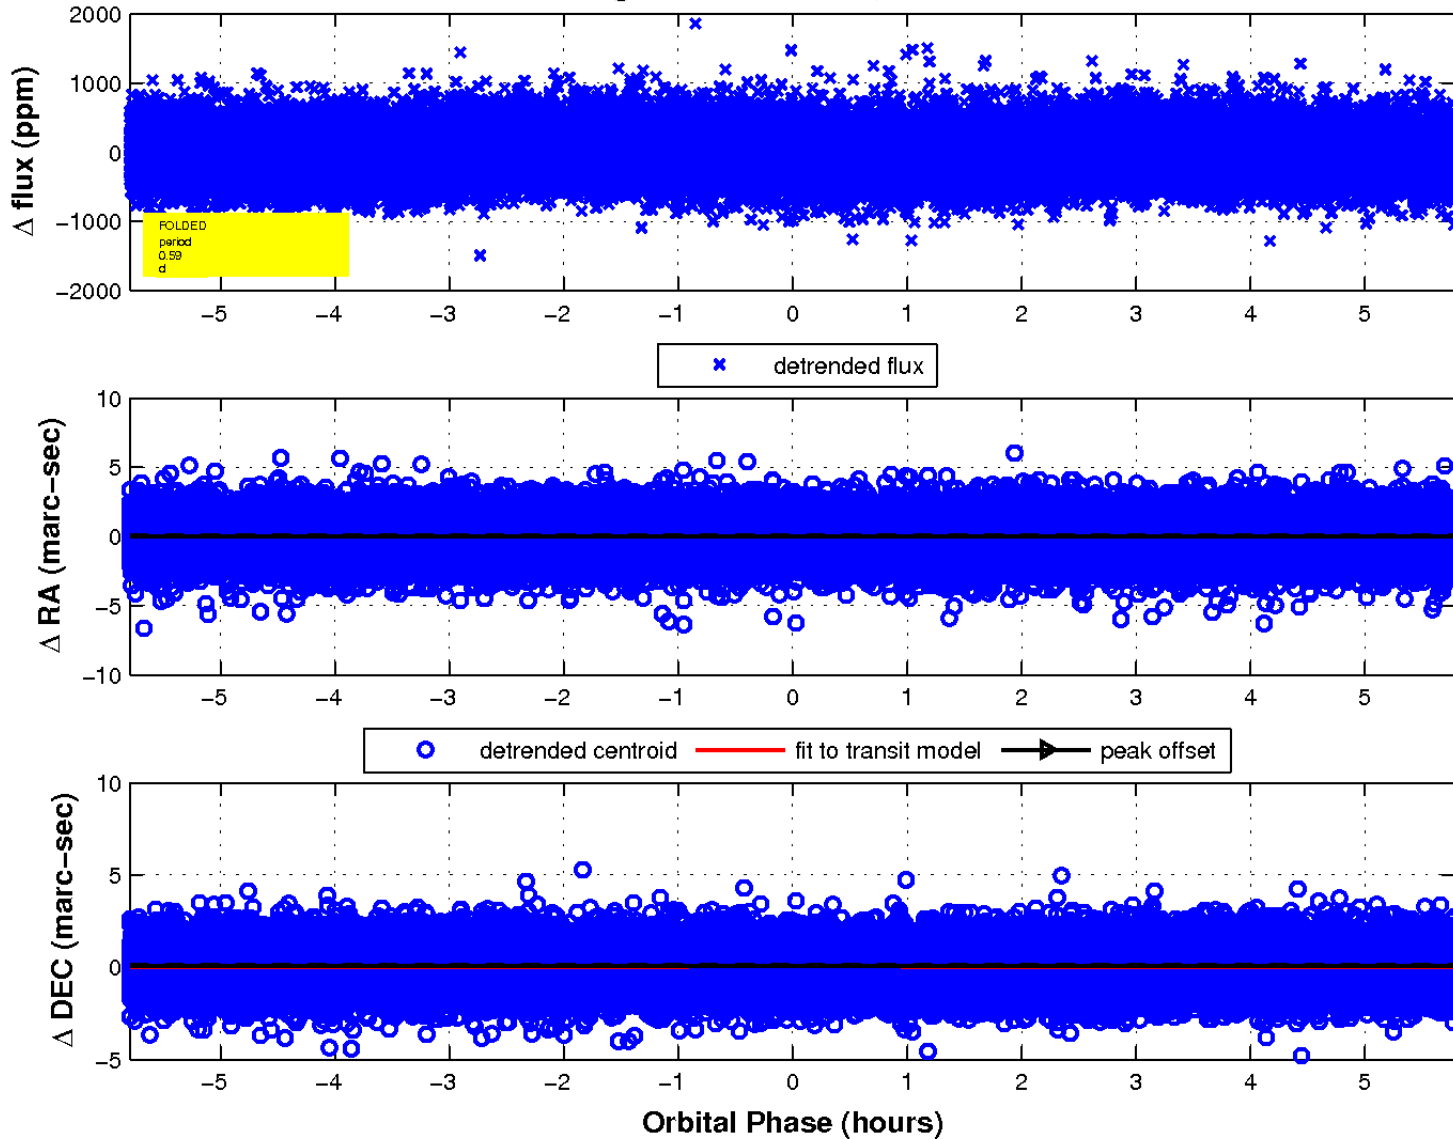 2000
1000
0
−1000
−2000
Δ flux (ppm)
FOLDED
period
0.59
d
−5 −4 −3 −2 −1 0 1 2 3 4 5
detrended flux
10
5
0
−5
−10
Δ RA (marc−sec)
−5 −4 −3 −2 −1 0 1 2 3 4 5
detrended centroid fit to transit model peak offset
10
5
0
−5
Δ DEC (marc−sec)
−5 −4 −3 −2 −1 0 1 2 3 4 5
Orbital Phase (hours)